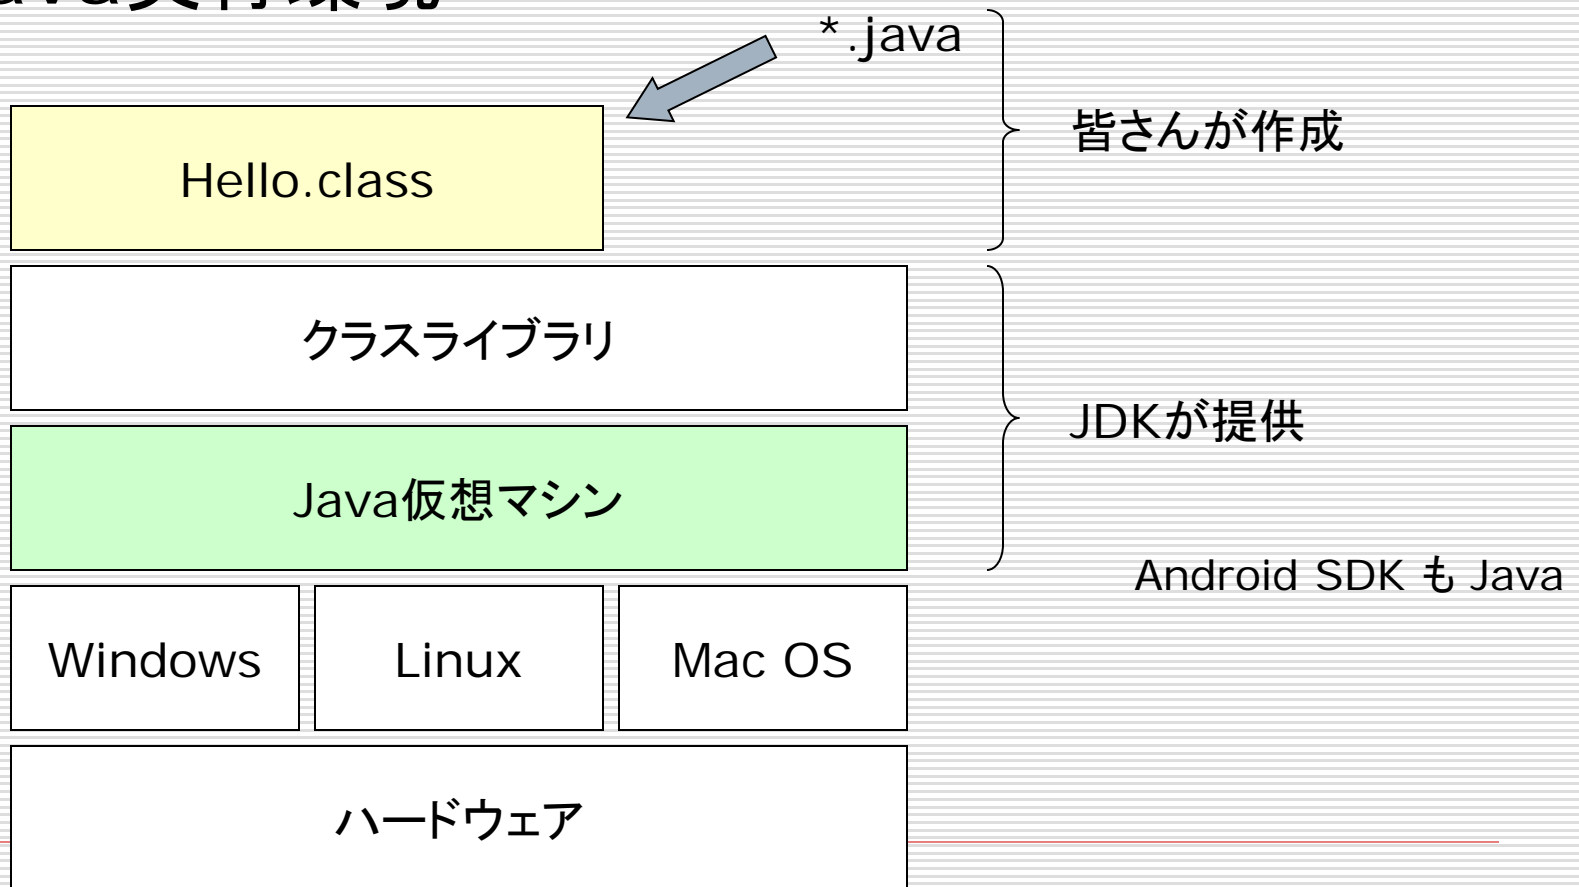 *.java
皆さんが作成
Hello.class
クラスライブラリ
JDKが提供
Java仮想マシン
Android SDK も Java
Windows
Linux
Mac OS
ハードウェア